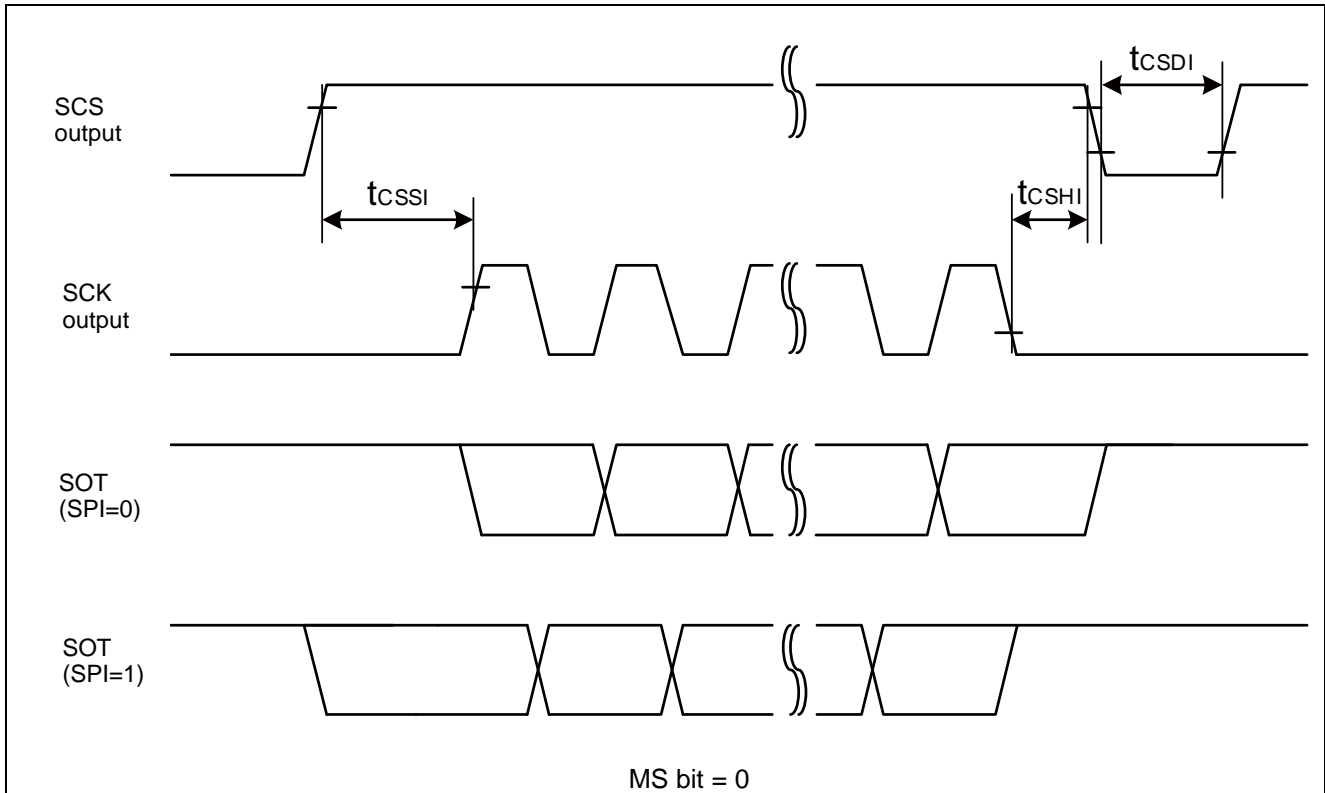 tCSDI
SCS
output
tCSSI
tCSHI
SCK
output
SOT
(SPI=0)
SOT
(SPI=1)
MS bit = 0